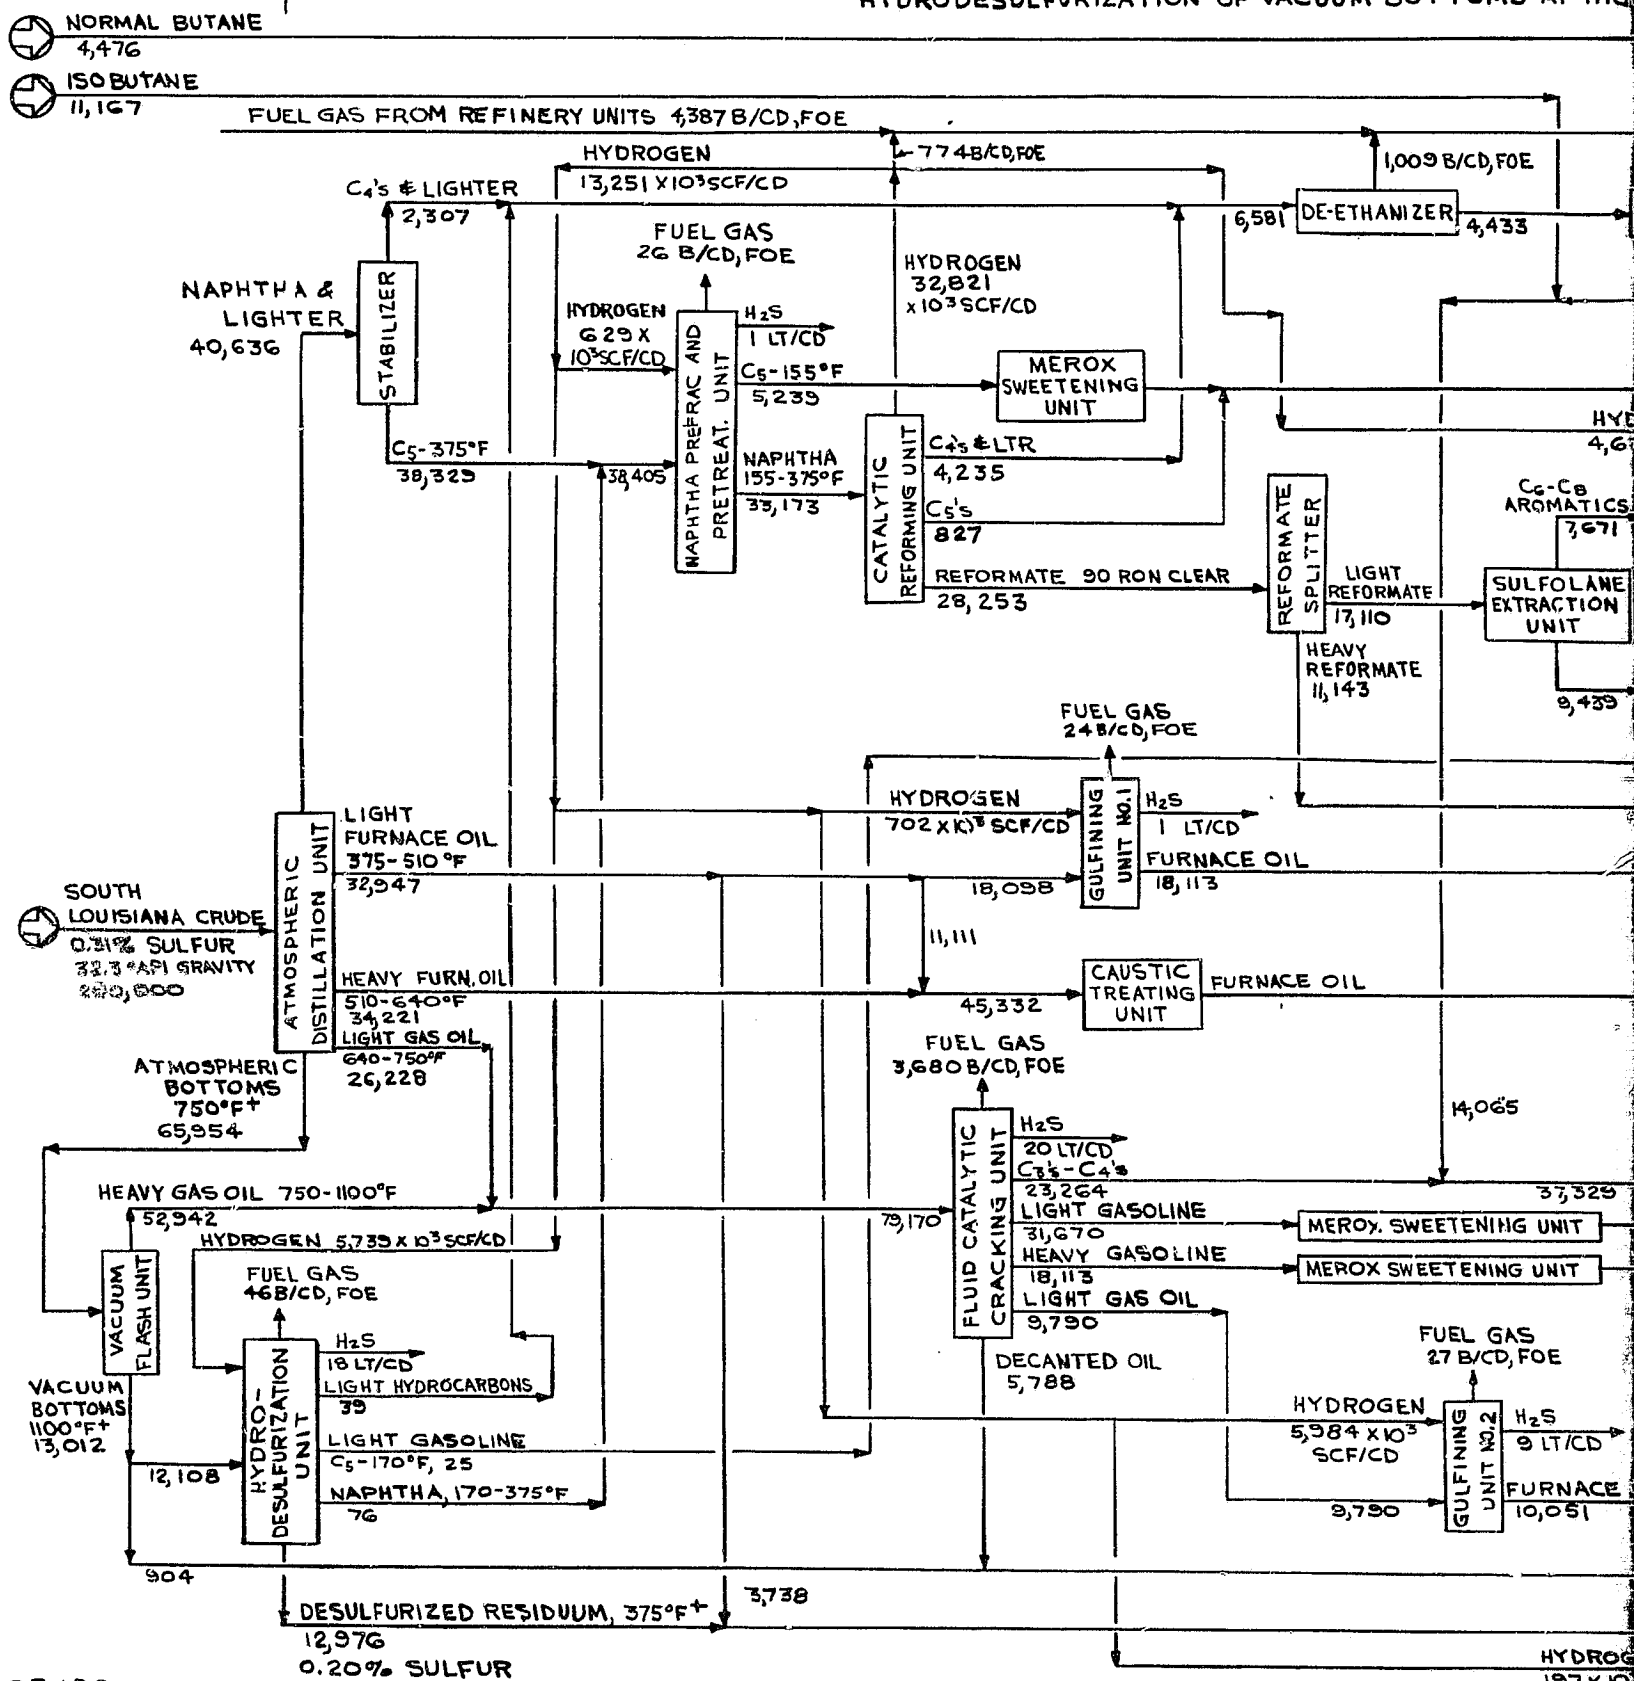 HYDRODESULFURIZATION OF VACUUM BOTTOMS AT
NORMAL BUTANE
4,476
ISOBUTANE
11,167
FUEL GAS FROM REFINERY UNITS 4,387 B/CD, FOE
774 B/CD, FOE
HYDROGEN
13,251 X 10³ SCF/CD
1,009 B/CD, FOE
C4's & LIGHTER
2,307
6,581
DE-ETHANIZER
4,433
FUEL GAS
26 B/CD, FOE
NAPHTHA &
LIGHTER
40,636
STABILIZER
HYDROGEN
32,821
X 10³ SCF/CD
HYDROGEN
629 X
10³ SCF/CD
NAPHTHA PREFRAC AND
PRETREAT. UNIT
H2S
1 LT/CD
C5-155°F
5,239
MEROX
SWEETENING
UNIT
C5-375°F
38,329
38,405
NAPHTHA
155-375°F
33,173
CATALYTIC
REFORMING UNIT
C4's & LTR
4,235
C5's
827
REFORMATE 90 RON CLEAR
28,253
REFORMATE
SPLITTER
LIGHT
REFORMATE
17,110
HEAVY
REFORMATE
11,143
C6-C8
AROMATICS
7,671
SULFOLANE
EXTRACTION
UNIT
9,439
FUEL GAS
24 B/CD, FOE
HYDROGEN
702 X 10³ SCF/CD
GULFINING
UNIT NO.1
H2S
1 LT/CD
FURNACE OIL
18,113
18,098
LIGHT
FURNACE OIL
375-510°F
32,947
ATMOSPHERIC
DISTILLATION UNIT
SOUTH
LOUISIANA CRUDE
0.31% SULFUR
API GRAVITY
11,111
HEAVY FURN. OIL
510-640°F
34,221
45,332
CAUSTIC
TREATING
UNIT
FURNACE OIL
LIGHT GAS OIL
640-750°F
26,228
ATMOSPHERIC
BOTTOMS
750°F+
65,954
FUEL GAS
3,680 B/CD, FOE
14,065
FLUID CATALYTIC
CRACKING UNIT
H2S
20 LT/CD
C3's-C4's
23,264
37,329
HEAVY GAS OIL 750-1100°F
52,942
79,170
LIGHT GASOLINE
31,670
MEROX. SWEETENING UNIT
HEAVY GASOLINE
18,113
MEROX SWEETENING UNIT
HYDROGEN 5,739 X 10³ SCF/CD
LIGHT GAS OIL
9,790
VACUUM
FLASH UNIT
FUEL GAS
46 B/CD, FOE
H2S
18 LT/CD
LIGHT HYDROCARBONS
39
DECANTED OIL
5,788
FUEL GAS
27 B/CD, FOE
VACUUM
BOTTOMS
1100°F+
13,012
HYDRO-
DESULFURIZATION
UNIT
HYDROGEN
5,984 X 10³
SCF/CD
GULFINING
UNIT NO.2
H2S
9 LT/CD
LIGHT GASOLINE
C5-170°F, 25
12,108
NAPHTHA, 170-375°F
76
9,790
FURNACE
10,051
904
3,738
DESULFURIZED RESIDUUM, 375°F+
12,976
0.20% SULFUR